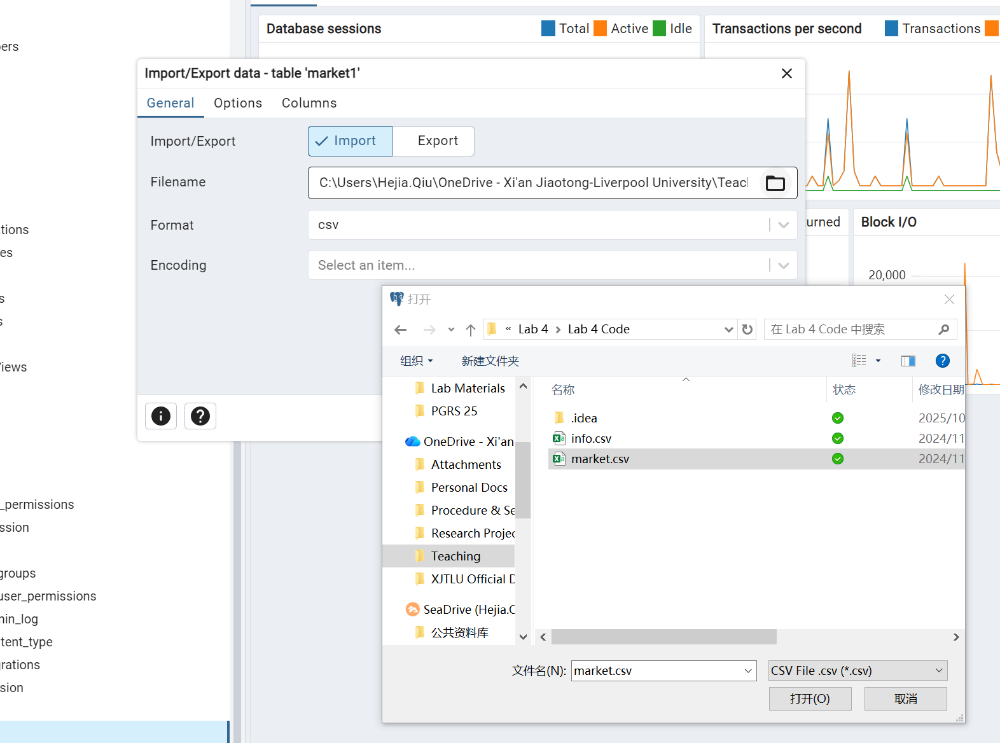 Database sessions
Total Active Idle
Transactions per second
Transactions
Import/Export data - table 'market1'
General Options Columns
Import/Export
Import Export
Filename
C:\Users\Hejia.Qiu\OneDrive - Xi'an Jiaotong-Liverpool University\Teac
Format
csv
Encoding
Select an item...
urned
Block I/O
20,000
打开
« Lab 4 > Lab 4 Code
在 Lab 4 Code 中搜索
组织
新建文件夹
Lab Materials
PGRS 25
OneDrive - Xi'an
Attachments
Personal Docs
Procedure & Se
Research Projec
Teaching
XJTLU Official D
SeaDrive (Hejia.
公共资料库
名称 状态 修改日期
.idea 2025/10
info.csv 2024/11
market.csv 2024/11
文件名(N): market.csv
CSV File .csv (*.csv)
打开(O) 取消
ers
tions
es
s
s
iews
_permissions
ssion
groups
user_permissions
min_log
tent_type
rations
sion